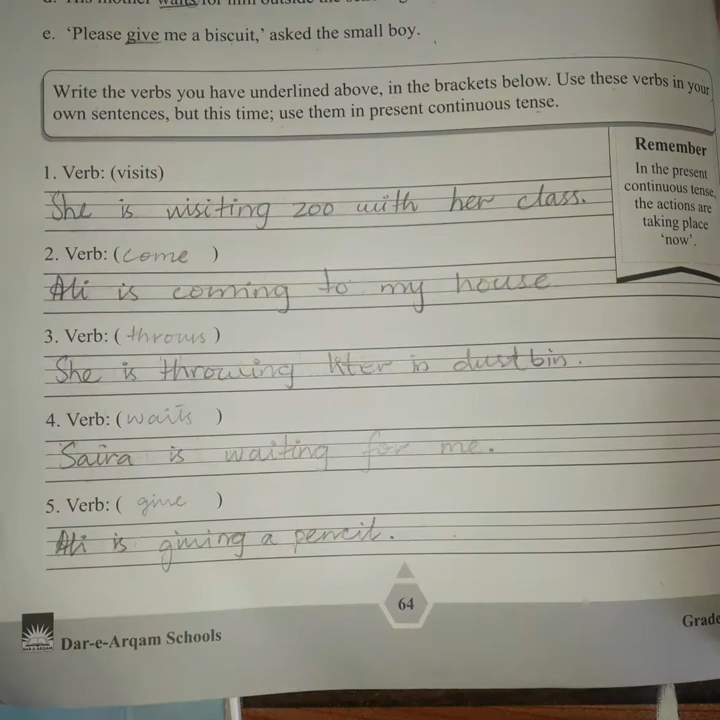 e. ‘Please give me a biscuit,’ asked the small boy.
Write the verbs you have underlined above, in the brackets below. Use these verbs in your
own sentences, but this time; use them in present continuous tense.
Remember
In the present
continuous tense,
the actions are
taking place
‘now’.
1. Verb: (visits)
She is visiting zoo with her class.
2. Verb: (come )
Ali is coming to my house
3. Verb: (throws)
She is throwing in dustbin.
4. Verb: (waits )
Saira is waiting for me.
5. Verb: ( give )
Ali is giving a pencil.
64
Dar-e-Arqam Schools
Grade